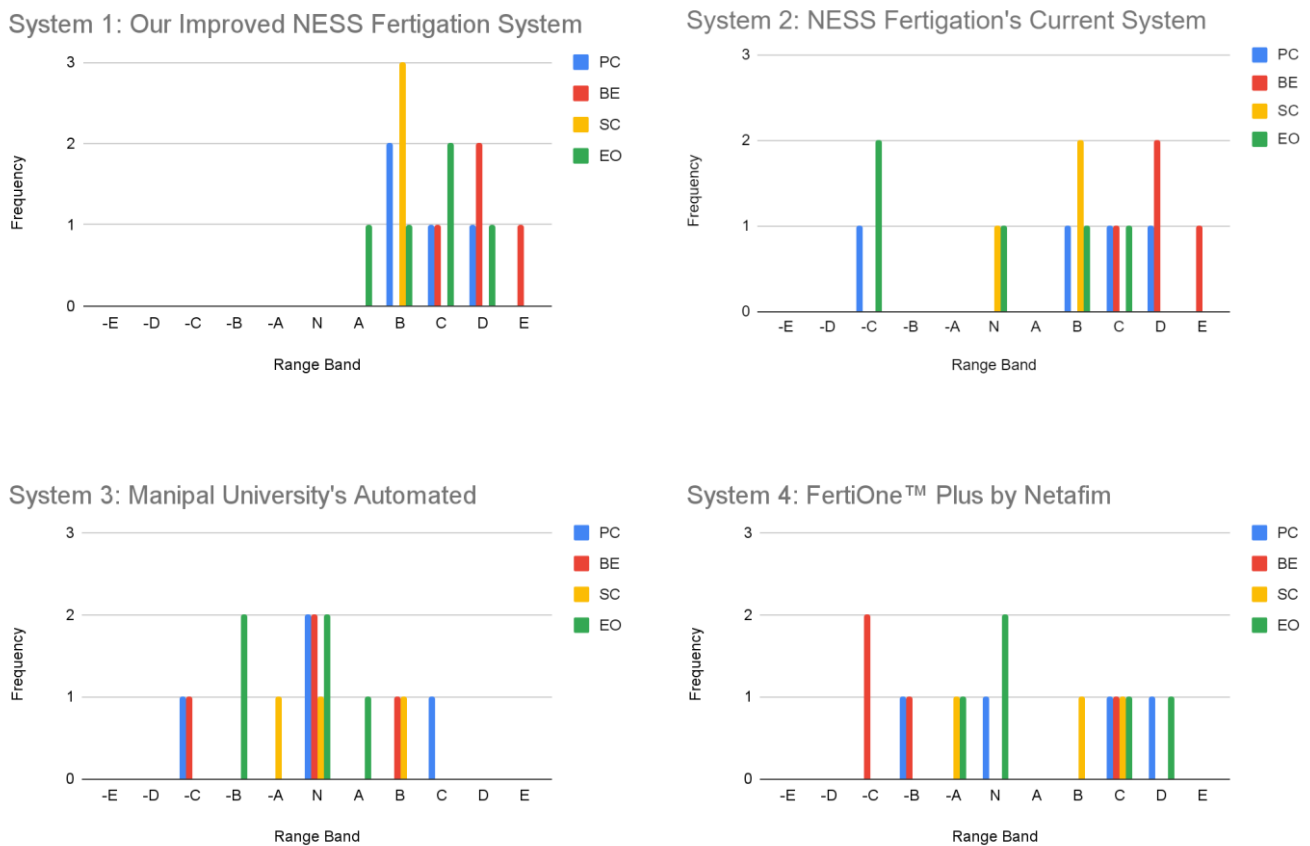 System 1: Our Improved NESS Fertigation System
3
2
1
0
Frequency
-E -D -C -B -A N A B C D E
Range Band
PC
BE
SC
EO
System 2: NESS Fertigation's Current System
3
2
1
0
Frequency
-E -D -C -B -A N A B C D E
Range Band
PC
BE
SC
EO
System 3: Manipal University's Automated
3
2
1
0
Frequency
-E -D -C -B -A N A B C D E
Range Band
PC
BE
SC
EO
System 4: FertiOne™ Plus by Netafim
3
2
1
0
Frequency
-E -D -C -B -A N A B C D E
Range Band
PC
BE
SC
EO